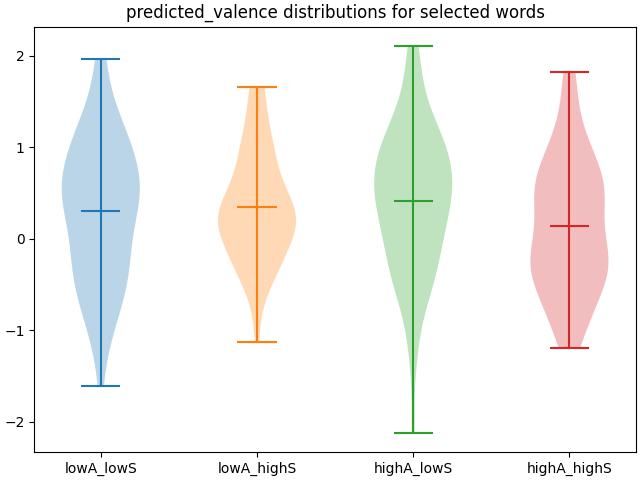 predicted_valence distributions for selected words
2
1
0
−1
−2
lowA_lowS lowA_highS highA_lowS highA_highS